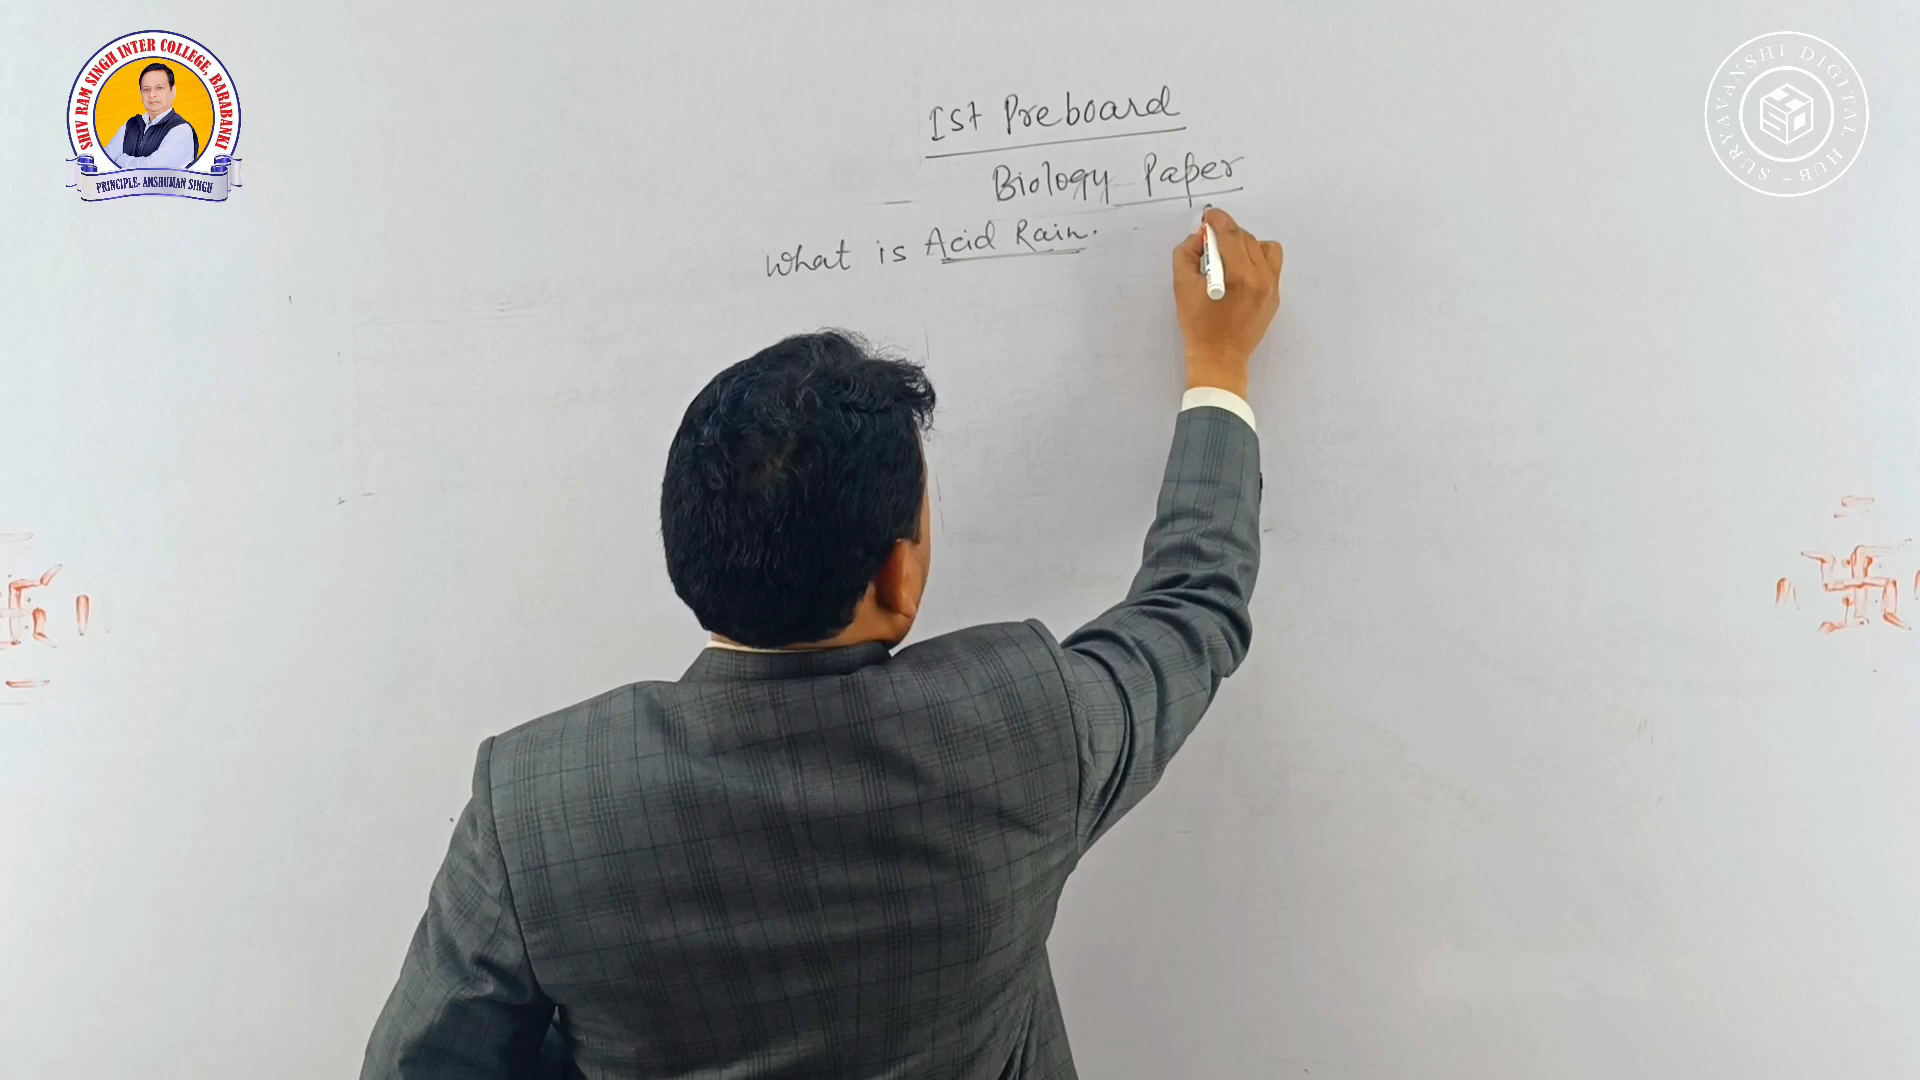 SHIV RAM SINGH INTER COLLEGE, BARABANKI
PRINCIPLE- ANSHUMAN SINGH
SURYAVANSHI DIGITAL HUB -
Ist Preboard
Biology Paper
What is Acid Rain.